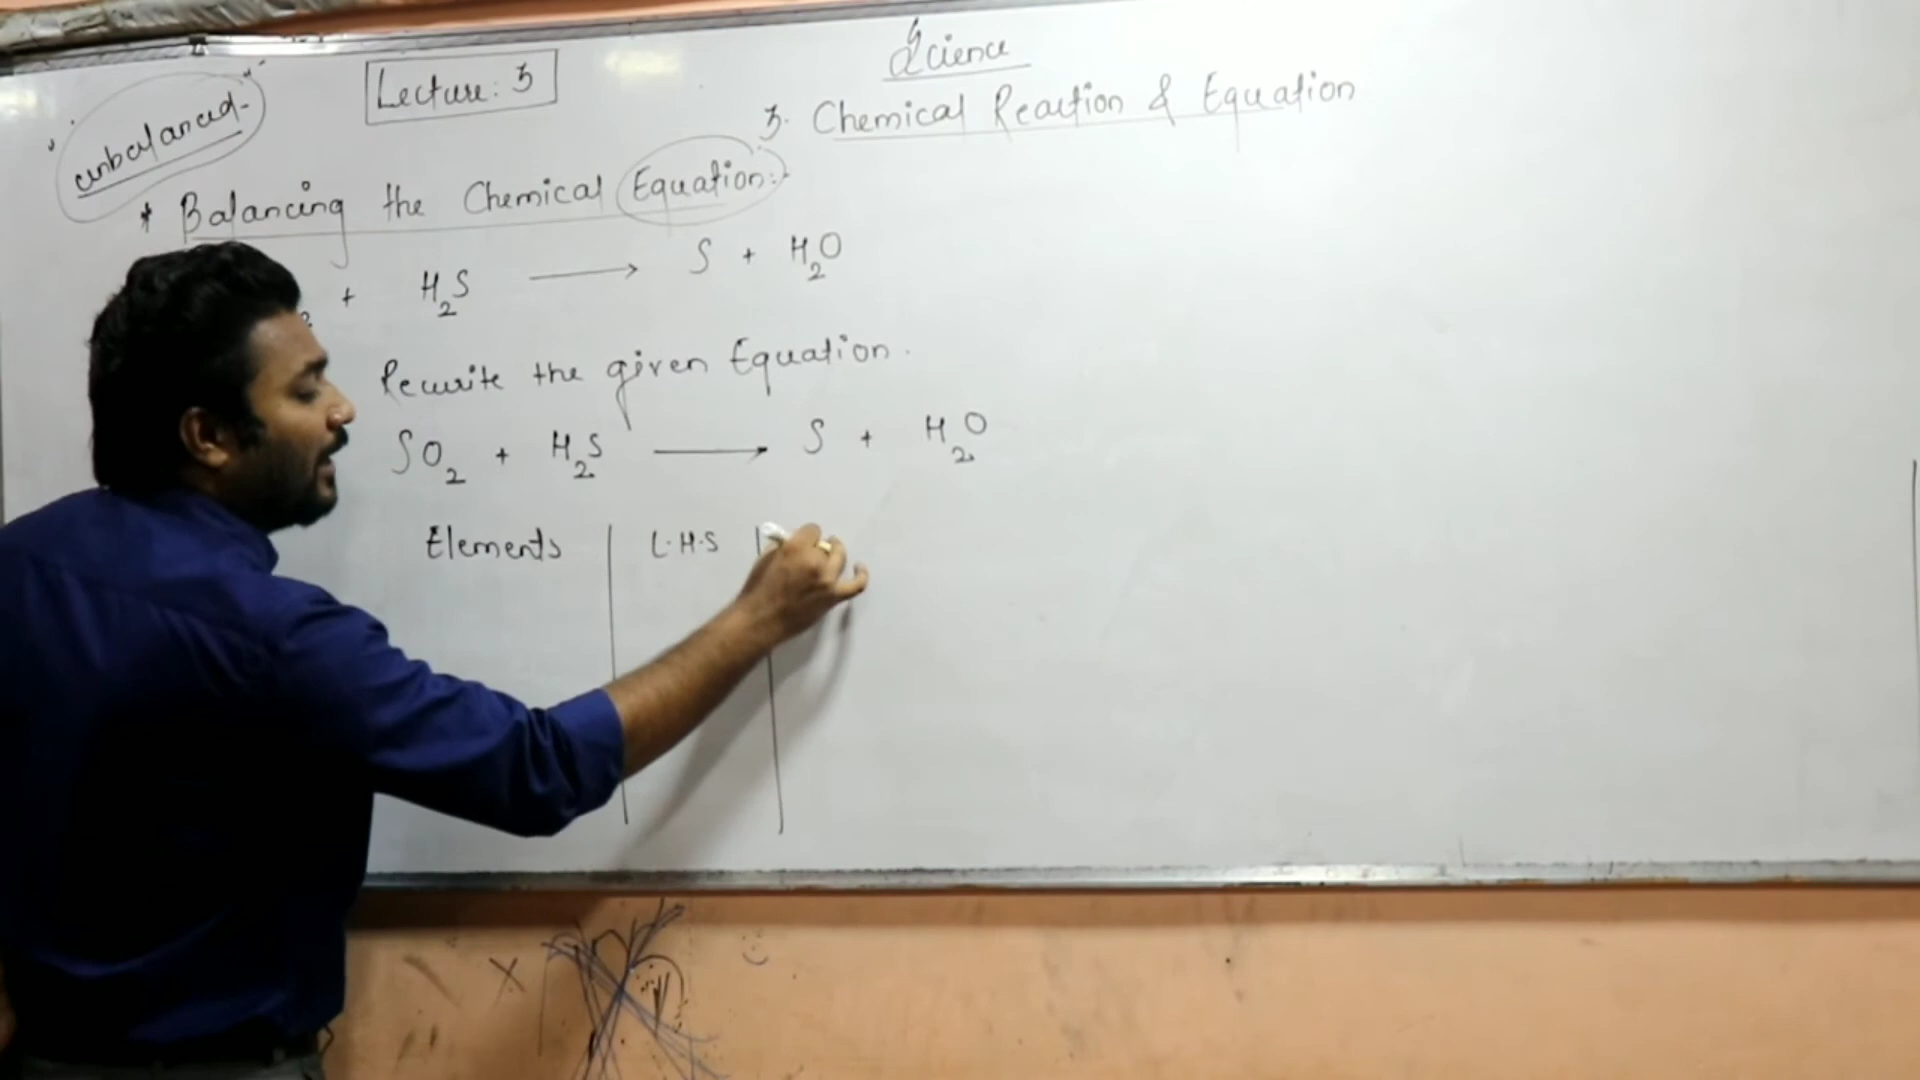 Science
Lecture: 3
3. Chemical Reaction & Equation
unbalanced
* Balancing the Chemical Equation:-
2 + H2S → S + H2O
Rewrite the given Equation.
SO2 + H2S → S + H2O
Elements | L.H.S |